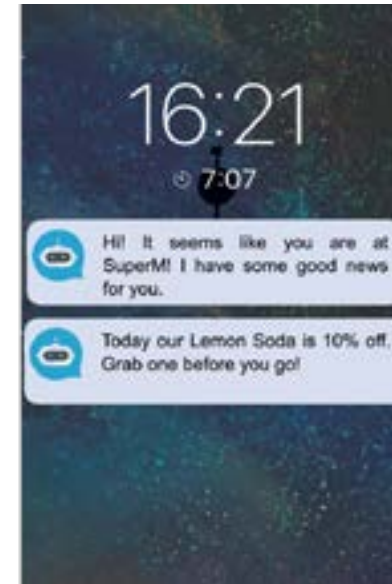 16:21
7:07
Hi! It seems like you are at
SuperM! I have some good news
for you.
Today our Lemon Soda is 10% off.
Grab one before you go!